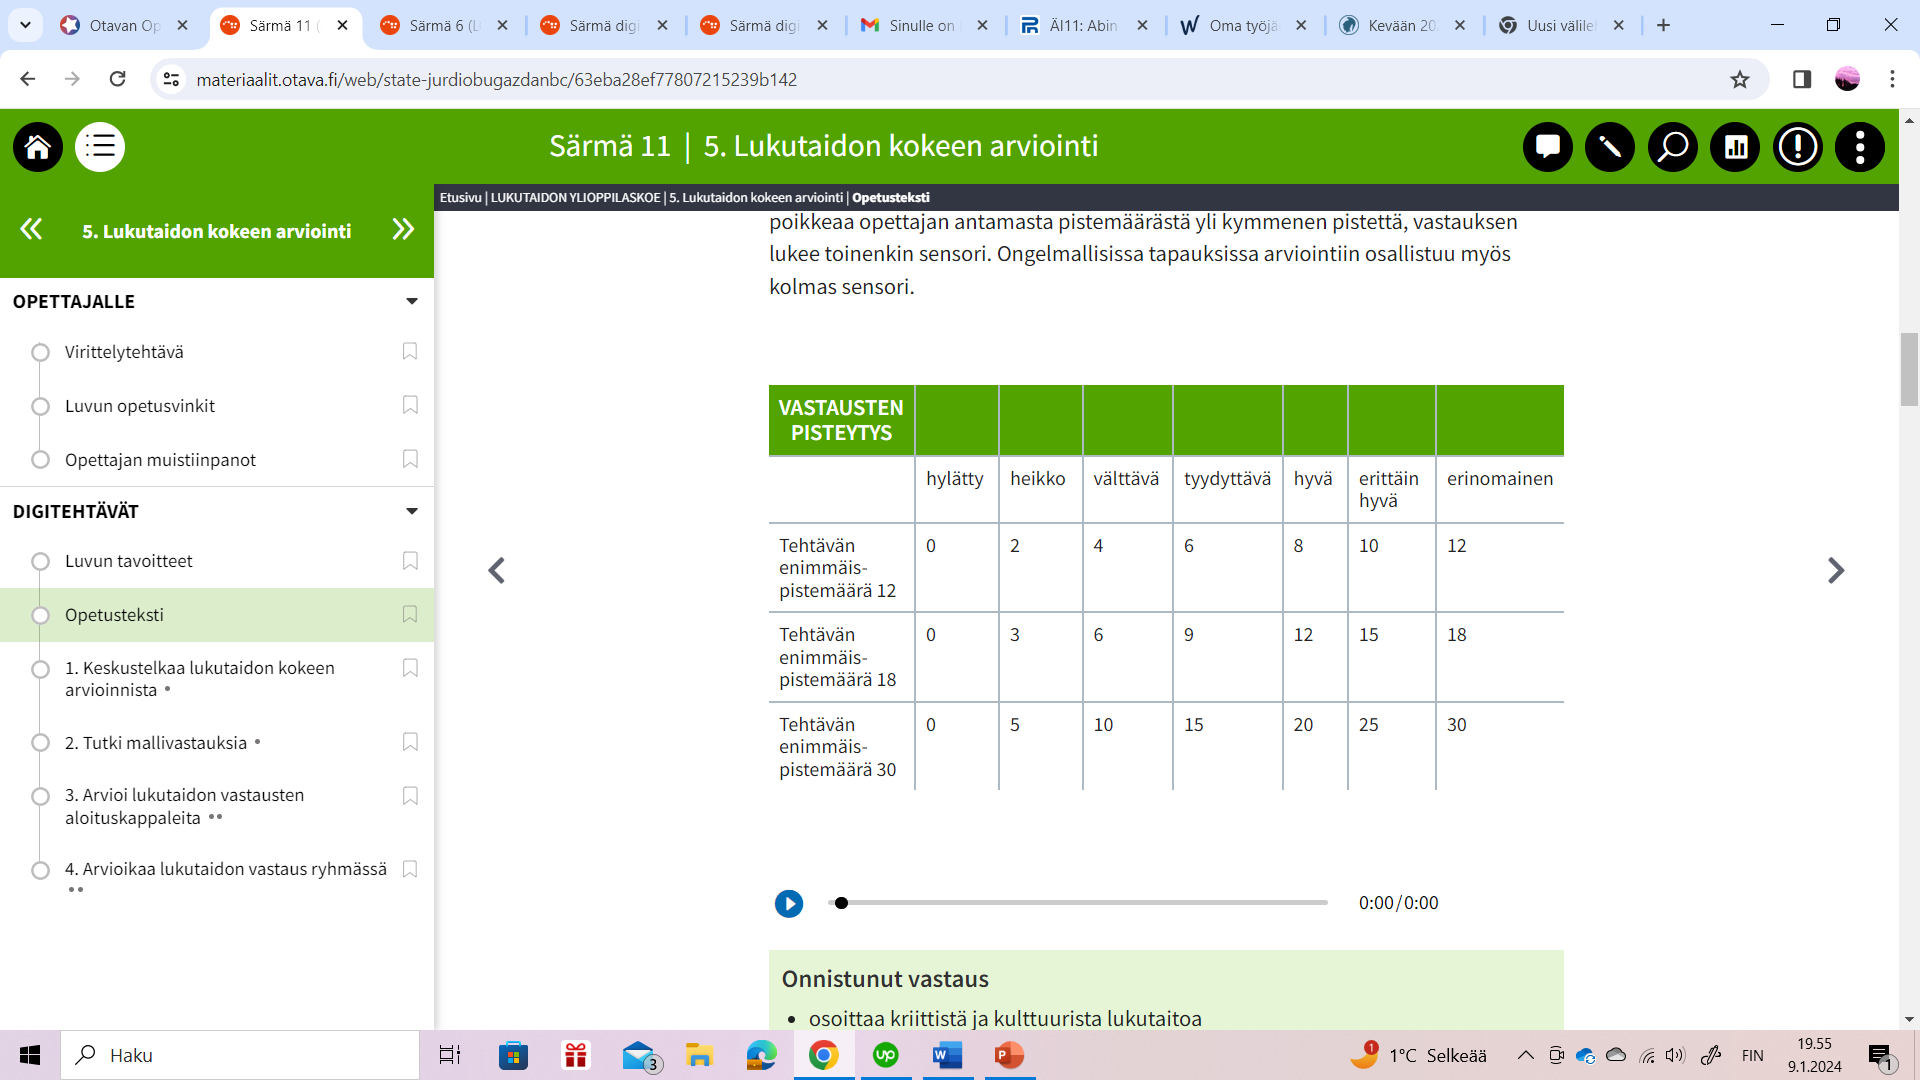 Otavan Op
Särmä 11 (
Särmä 6 (L
Särmä digi
Särmä digi
Sinulle on
ÄI11: Abin
Oma työjä
Kevään 20
Uusi välile
materiaalit.otava.fi/web/state-jurdiobugazdanbc/63eba28ef77807215239b142
Särmä 11 | 5. Lukutaidon kokeen arviointi
Etusivu | LUKUTAIDON YLIOPPILASKOE | 5. Lukutaidon kokeen arviointi | Opetusteksti
5. Lukutaidon kokeen arviointi
OPETTAJALLE
Virittelytehtävä
Luvun opetusvinkit
Opettajan muistiinpanot
DIGITEHTÄVÄT
Luvun tavoitteet
Opetusteksti
1. Keskustelkaa lukutaidon kokeen
arvioinnista •
2. Tutki mallivastauksia •
3. Arvioi lukutaidon vastausten
aloituskappaleita ••
4. Arvioikaa lukutaidon vastaus ryhmässä
••
poikkeaa opettajan antamasta pistemäärästä yli kymmenen pistettä, vastauksen
lukee toinenkin sensori. Ongelmallisissa tapauksissa arviointiin osallistuu myös
kolmas sensori.
VASTAUSTEN
PISTEYTYS
hylätty heikko välttävä tyydyttävä hyvä erittäin
hyvä erinomainen
Tehtävän
enimmäis-
pistemäärä 12
0 2 4 6 8 10 12
Tehtävän
enimmäis-
pistemäärä 18
0 3 6 9 12 15 18
Tehtävän
enimmäis-
pistemäärä 30
0 5 10 15 20 25 30
0:00/0:00
Onnistunut vastaus
• osoittaa kriittistä ja kulttuurista lukutaitoa
Haku
3
up
W
P
1
1°C Selkeää
FIN
19.55
9.1.2024
1